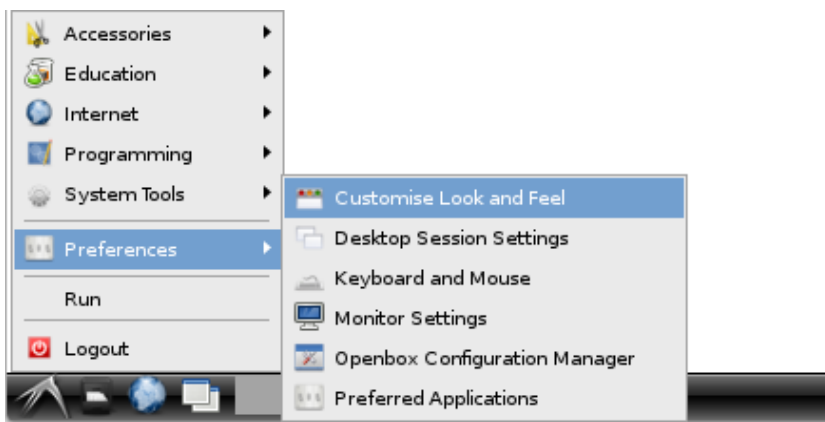 Accessories
Education
Internet
Programming
System Tools
Preferences
Run
Logout
Customise Look and Feel
Desktop Session Settings
Keyboard and Mouse
Monitor Settings
Openbox Configuration Manager
Preferred Applications